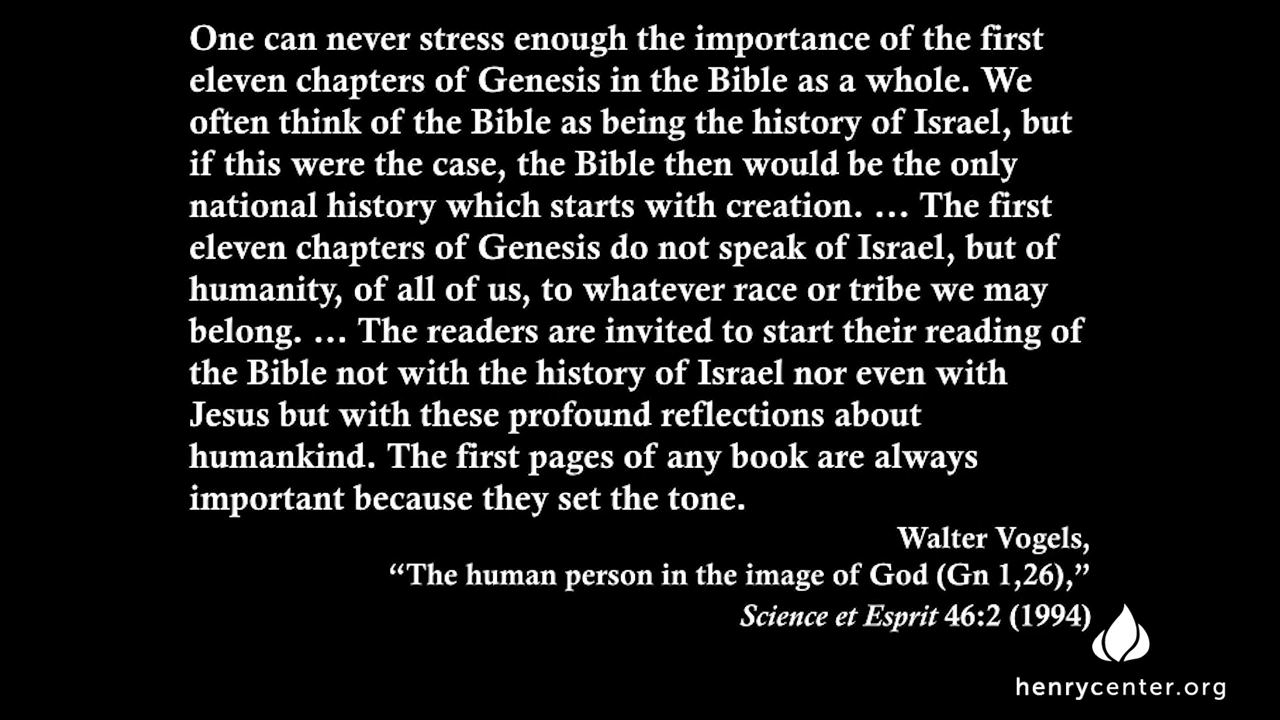 One can never stress enough the importance of the first
eleven chapters of Genesis in the Bible as a whole. We
often think of the Bible as being the history of Israel, but
if this were the case, the Bible then would be the only
national history which starts with creation. … The first
eleven chapters of Genesis do not speak of Israel, but of
humanity, of all of us, to whatever race or tribe we may
belong. … The readers are invited to start their reading of
the Bible not with the history of Israel nor even with
Jesus but with these profound reflections about
humankind. The first pages of any book are always
important because they set the tone.
Walter Vogels,
“The human person in the image of God (Gn 1,26),”
Science et Esprit 46:2 (1994)
henrycenter.org